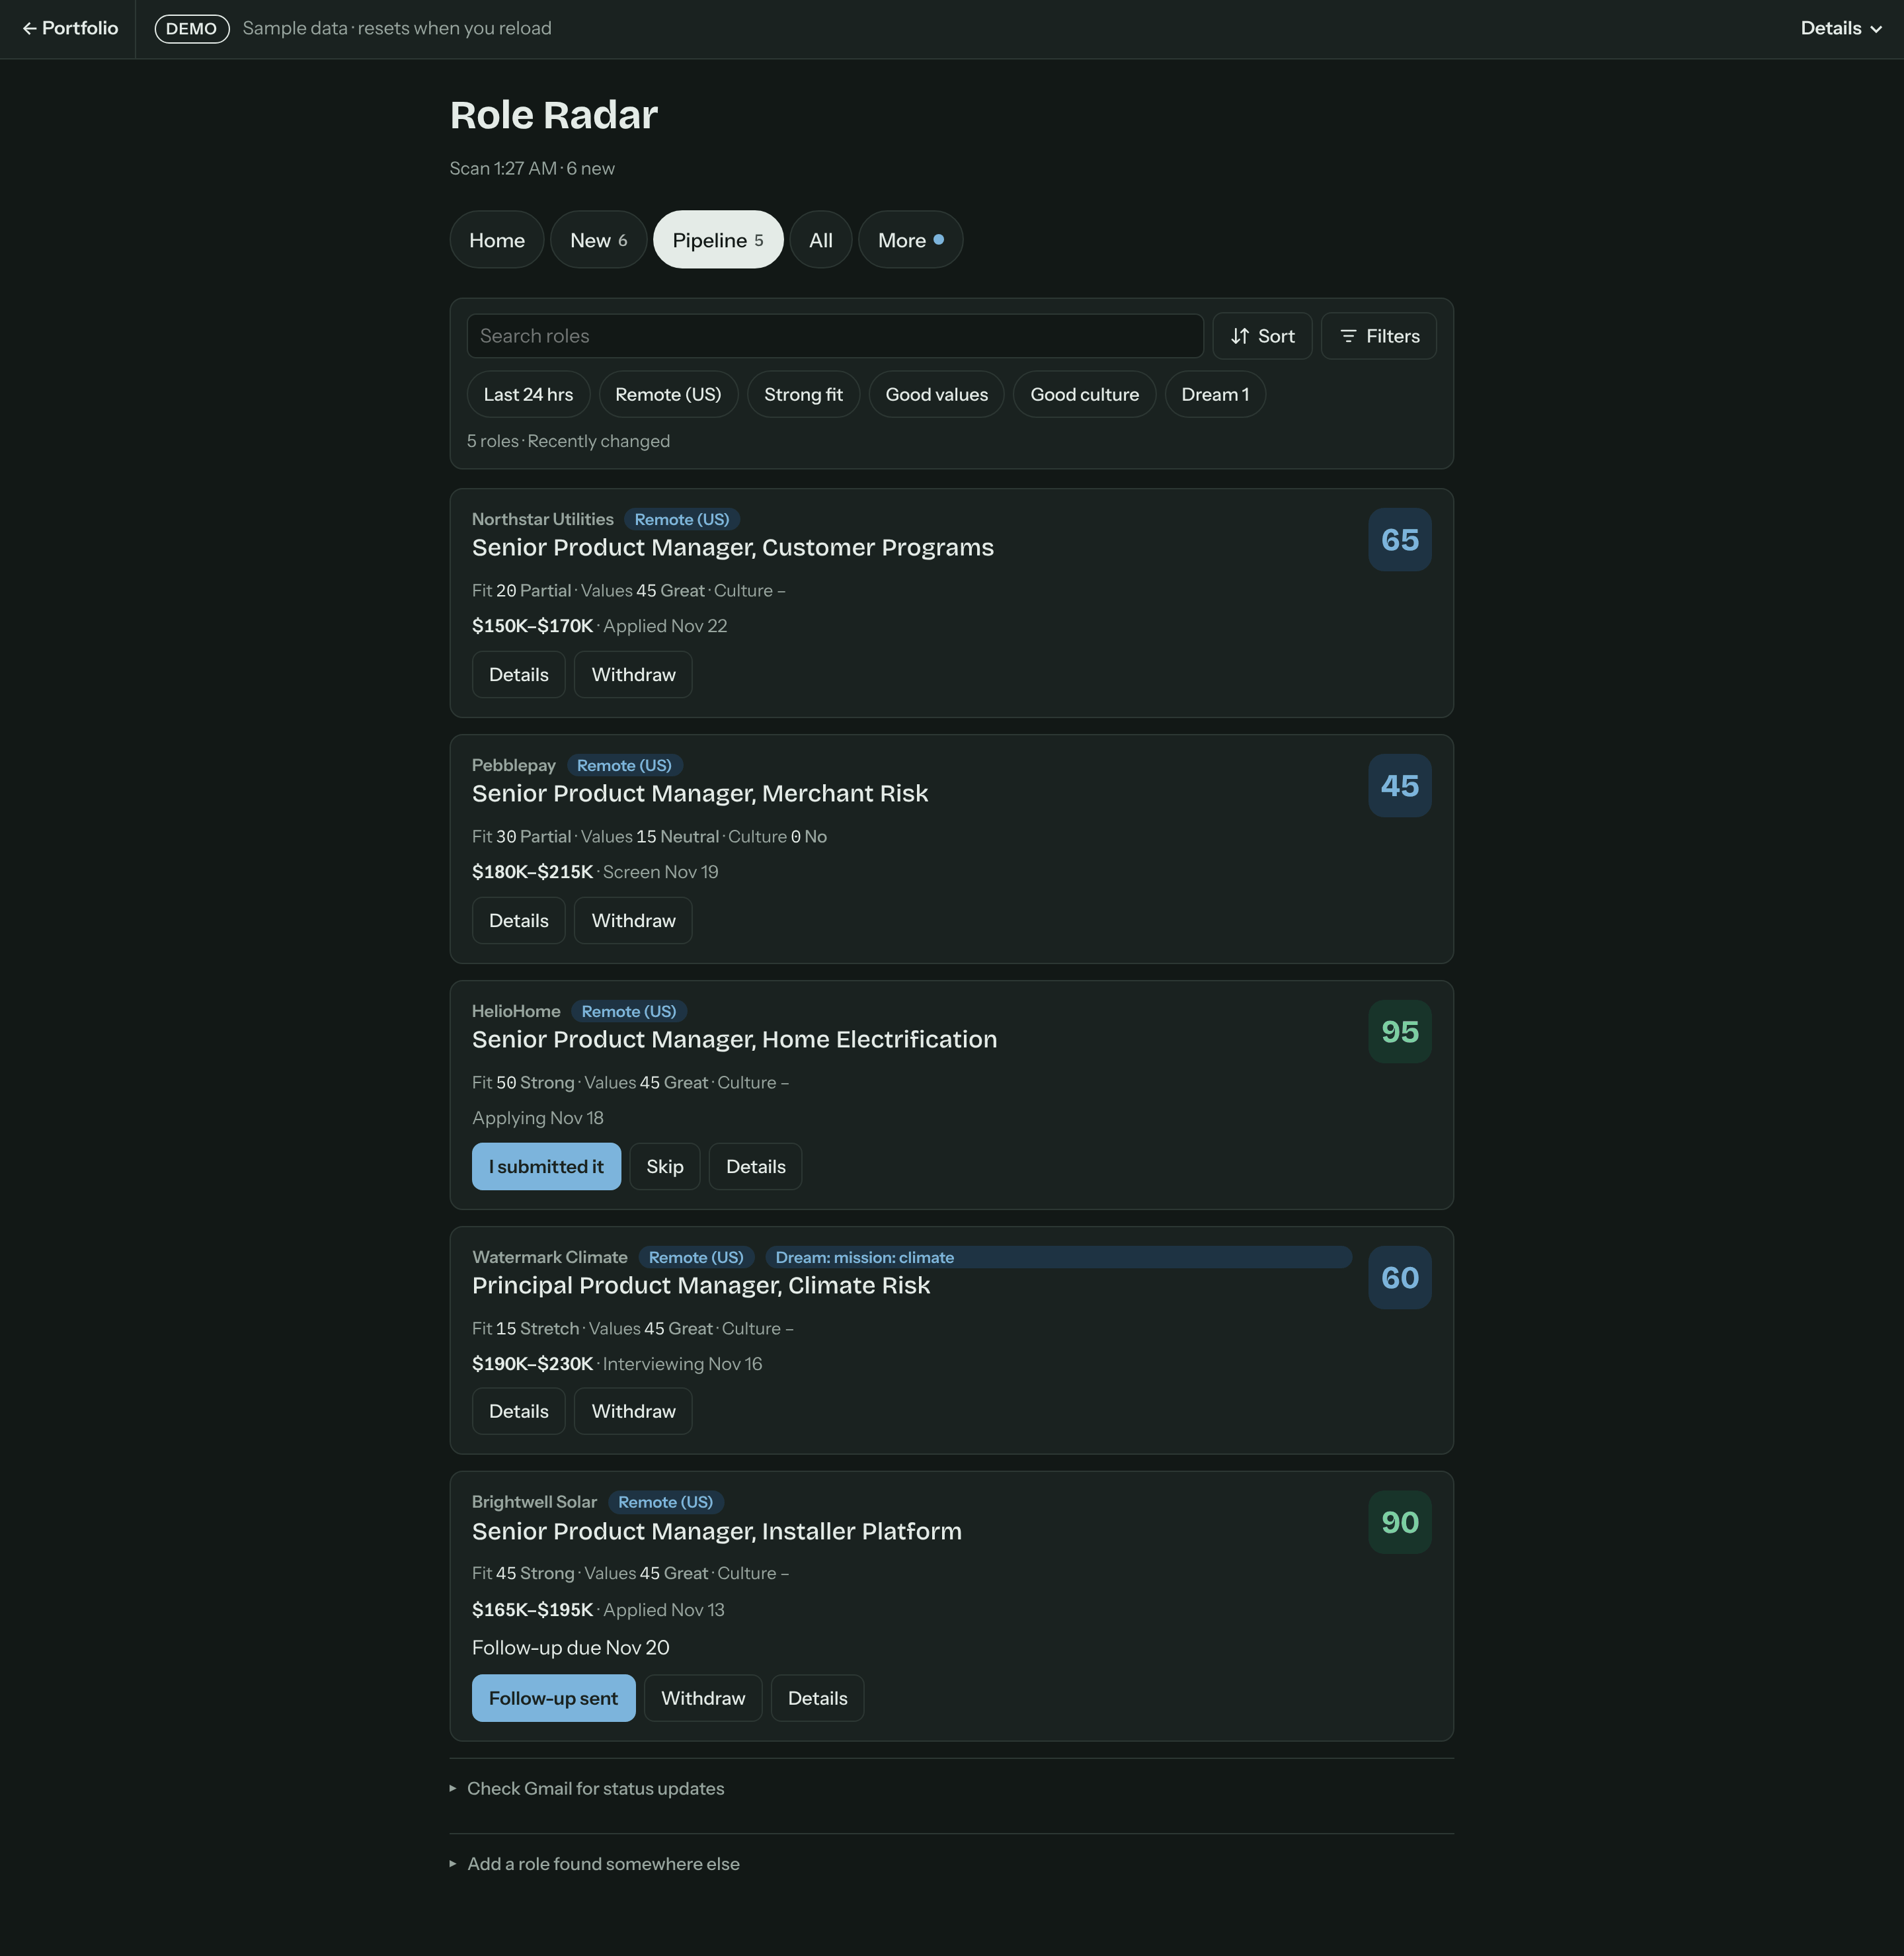 ← Portfolio DEMO Sample data · resets when you reload Details
Role Radar
Scan 1:27 AM · 6 new
Home New 6 Pipeline 5 All More
Search roles Sort Filters
Last 24 hrs Remote (US) Strong fit Good values Good culture Dream 1
5 roles · Recently changed
Northstar Utilities Remote (US)
65
Senior Product Manager, Customer Programs
Fit 20 Partial · Values 45 Great · Culture –
$150K–$170K · Applied Nov 22
Details Withdraw
Pebblepay Remote (US)
45
Senior Product Manager, Merchant Risk
Fit 30 Partial · Values 15 Neutral · Culture 0 No
$180K–$215K · Screen Nov 19
Details Withdraw
HelioHome Remote (US)
95
Senior Product Manager, Home Electrification
Fit 50 Strong · Values 45 Great · Culture –
Applying Nov 18
I submitted it Skip Details
Watermark Climate Remote (US) Dream: mission: climate
60
Principal Product Manager, Climate Risk
Fit 15 Stretch · Values 45 Great · Culture –
$190K–$230K · Interviewing Nov 16
Details Withdraw
Brightwell Solar Remote (US)
90
Senior Product Manager, Installer Platform
Fit 45 Strong · Values 45 Great · Culture –
$165K–$195K · Applied Nov 13
Follow-up due Nov 20
Follow-up sent Withdraw Details
Check Gmail for status updates
Add a role found somewhere else